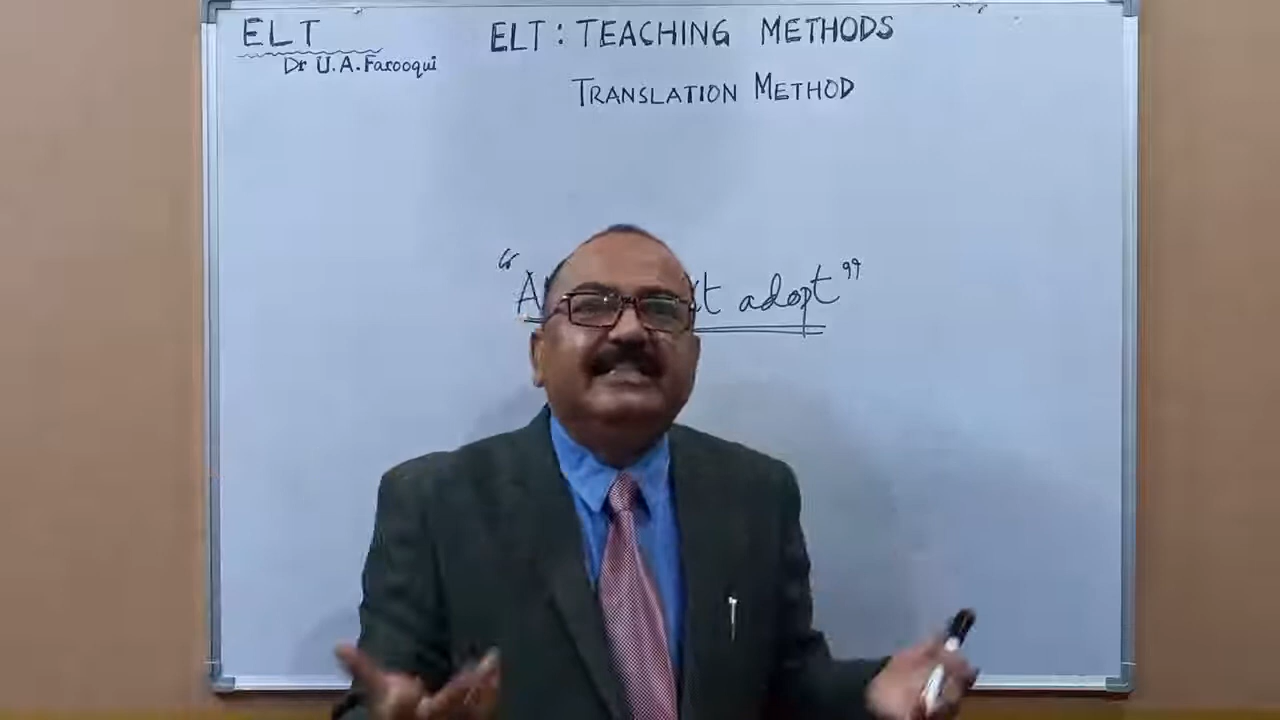 ELT
Dr U.A. Farooqui
ELT: TEACHING METHODS
TRANSLATION METHOD
adopt"